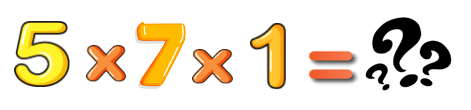 5 × 7 × 1 = ???